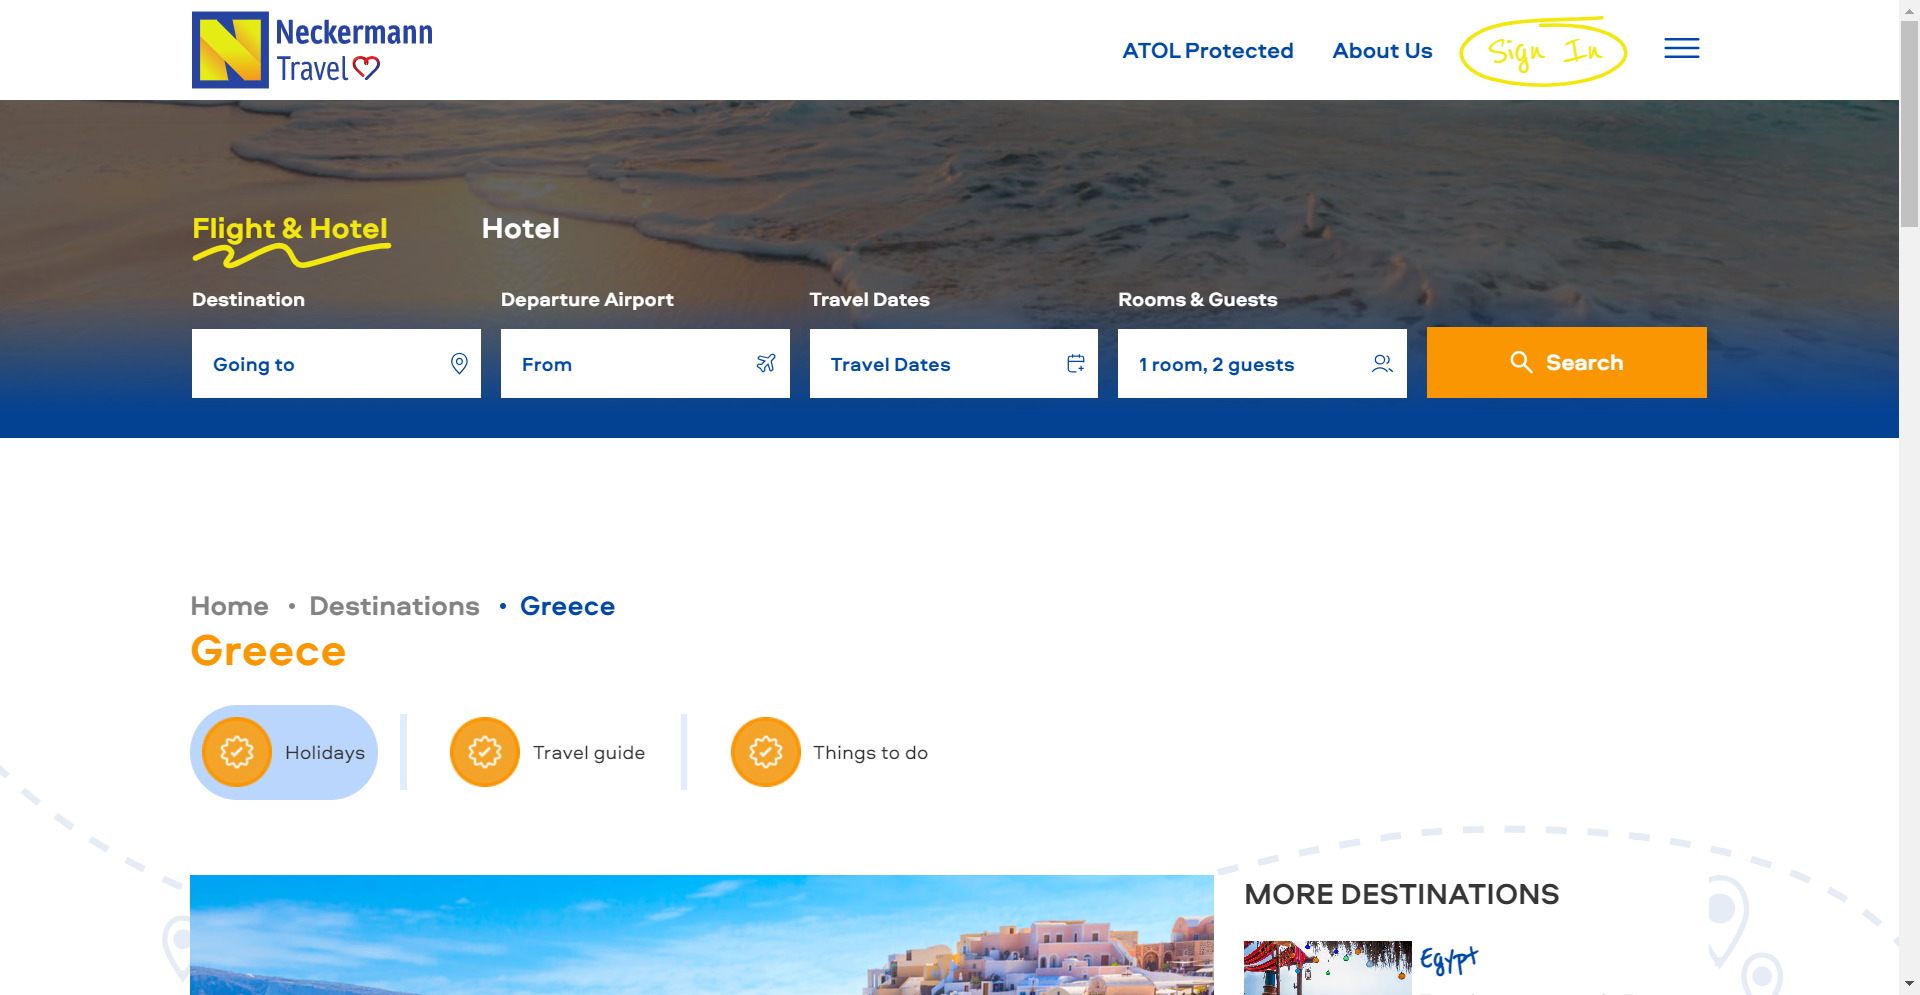 Neckermann
Travel
ATOL Protected
About Us
Sign In
Flight & Hotel
Hotel
Destination
Departure Airport
Travel Dates
Rooms & Guests
Going to
From
Travel Dates
1 room, 2 guests
Search
Home • Destinations • Greece
Greece
Holidays
Travel guide
Things to do
MORE DESTINATIONS
Egypt